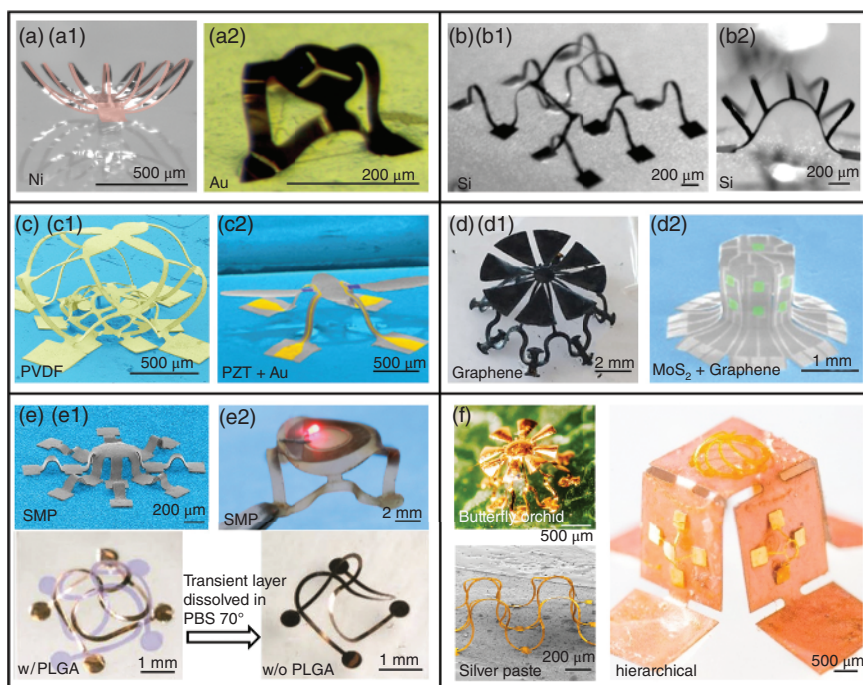 (a) (a1)
Ni
500 μm
(a2)
Au
200 μm
(b) (b1)
Si
200 μm
(b2)
Si
200 μm
(c) (c1)
PVDF
500 μm
(c2)
PZT + Au
500 μm
(d) (d1)
Graphene
2 mm
(d2)
MoS₂ + Graphene
1 mm
(e) (e1)
SMP
200 μm
(e2)
SMP
2 mm
w/PLGA
1 mm
Transient layer
dissolved in
PBS 70°
w/o PLGA
1 mm
(f)
Butterfly orchid
500 μm
Silver paste
200 μm
hierarchical
500 μm